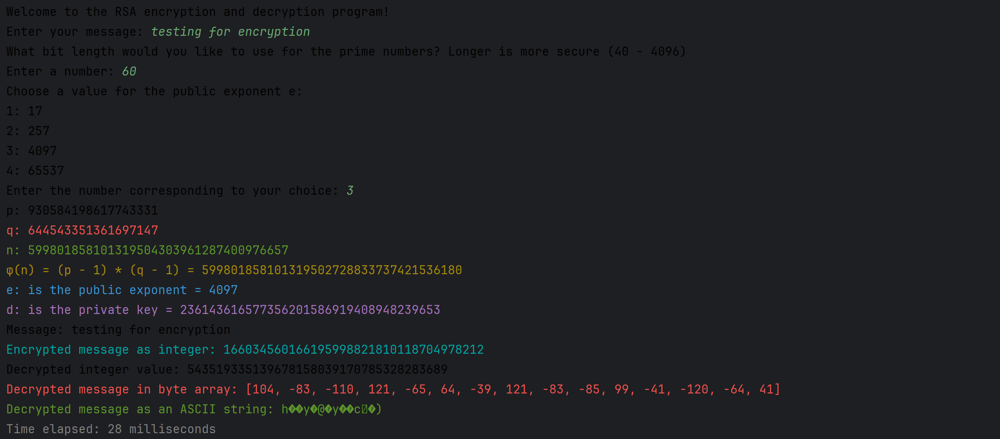 Welcome to the RSA encryption and decryption program!
Enter your message: testing for encryption
What bit length would you like to use for the prime numbers? Longer is more secure (40 - 4096)
Enter a number: 60
Choose a value for the public exponent e:
1: 17
2: 257
3: 4097
4: 65537
Enter the number corresponding to your choice: 3
p: 930584198617743331
q: 644543351361697147
n: 599801858101319504303961287400976657
φ(n) = (p - 1) * (q - 1) = 599801858101319502728833737421536180
e: is the public exponent = 4097
d: is the private key = 236143616577356201586919408948239653
Message: testing for encryption
Encrypted message as integer: 166034560166195998821810118704978212
Decrypted integer value: 543519335139678158039170785328283689
Decrypted message in byte array: [104, -83, -110, 121, -65, 64, -39, 121, -83, -85, 99, -41, -120, -64, 41]
Decrypted message as an ASCII string: h��y�@�y��c׈�)
Time elapsed: 28 milliseconds